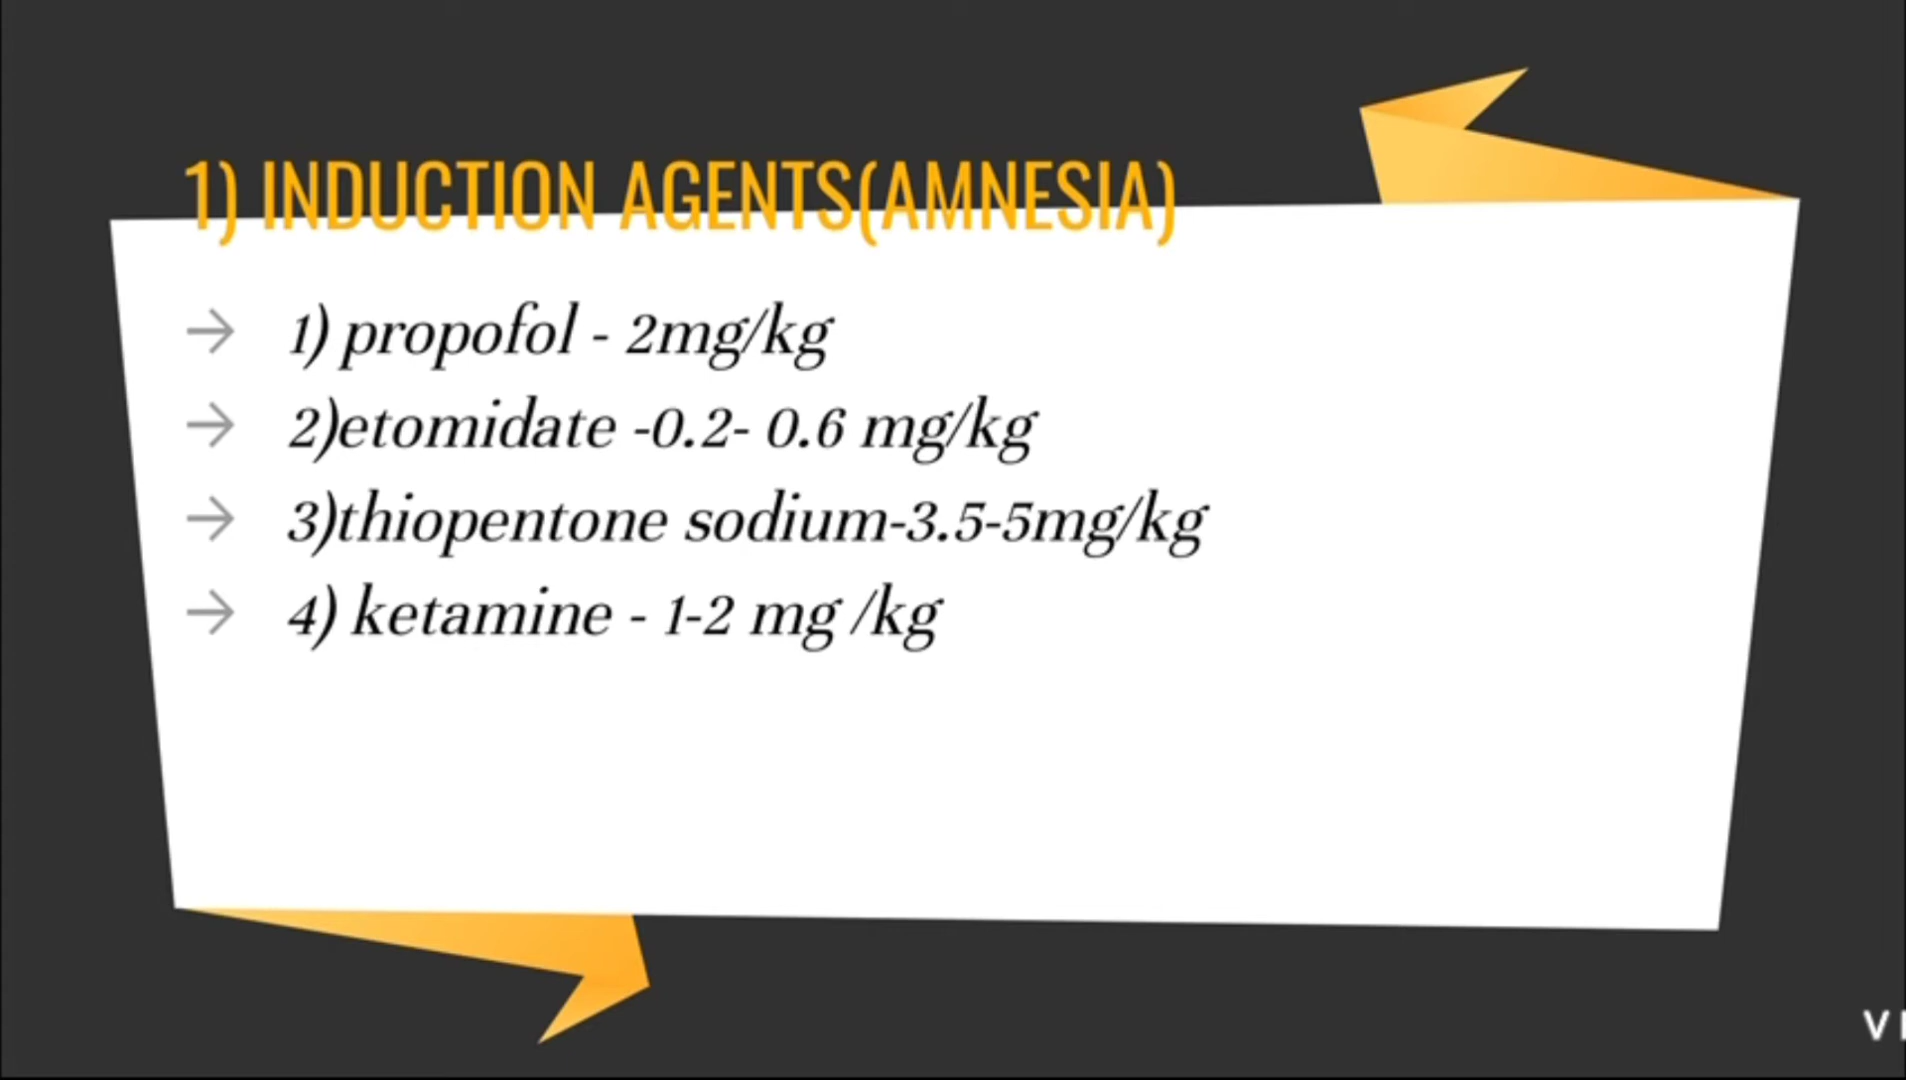 1) INDUCTION AGENTS(AMNESIA)
→ 1) propofol - 2mg/kg
→ 2)etomidate -0.2- 0.6 mg/kg
→ 3)thiopentone sodium-3.5-5mg/kg
→ 4) ketamine - 1-2 mg /kg